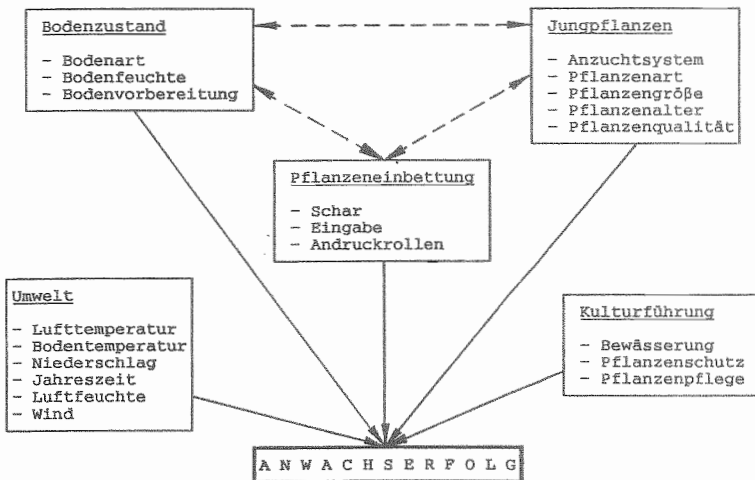 Bodenzustand
- Bodenart
- Bodenfeuchte
- Bodenvorbereitung
Jungpflanzen
- Anzuchtsystem
- Pflanzenart
- Pflanzengröße
- Pflanzenalter
- Pflanzenqualität
Pflanzeneinbettung
- Schar
- Eingabe
- Andruckrollen
Umwelt
- Lufttemperatur
- Bodentemperatur
- Niederschlag
- Jahreszeit
- Luftfeuchte
- Wind
Kulturführung
- Bewässerung
- Pflanzenschutz
- Pflanzenpflege
A N W A C H S E R F O L G